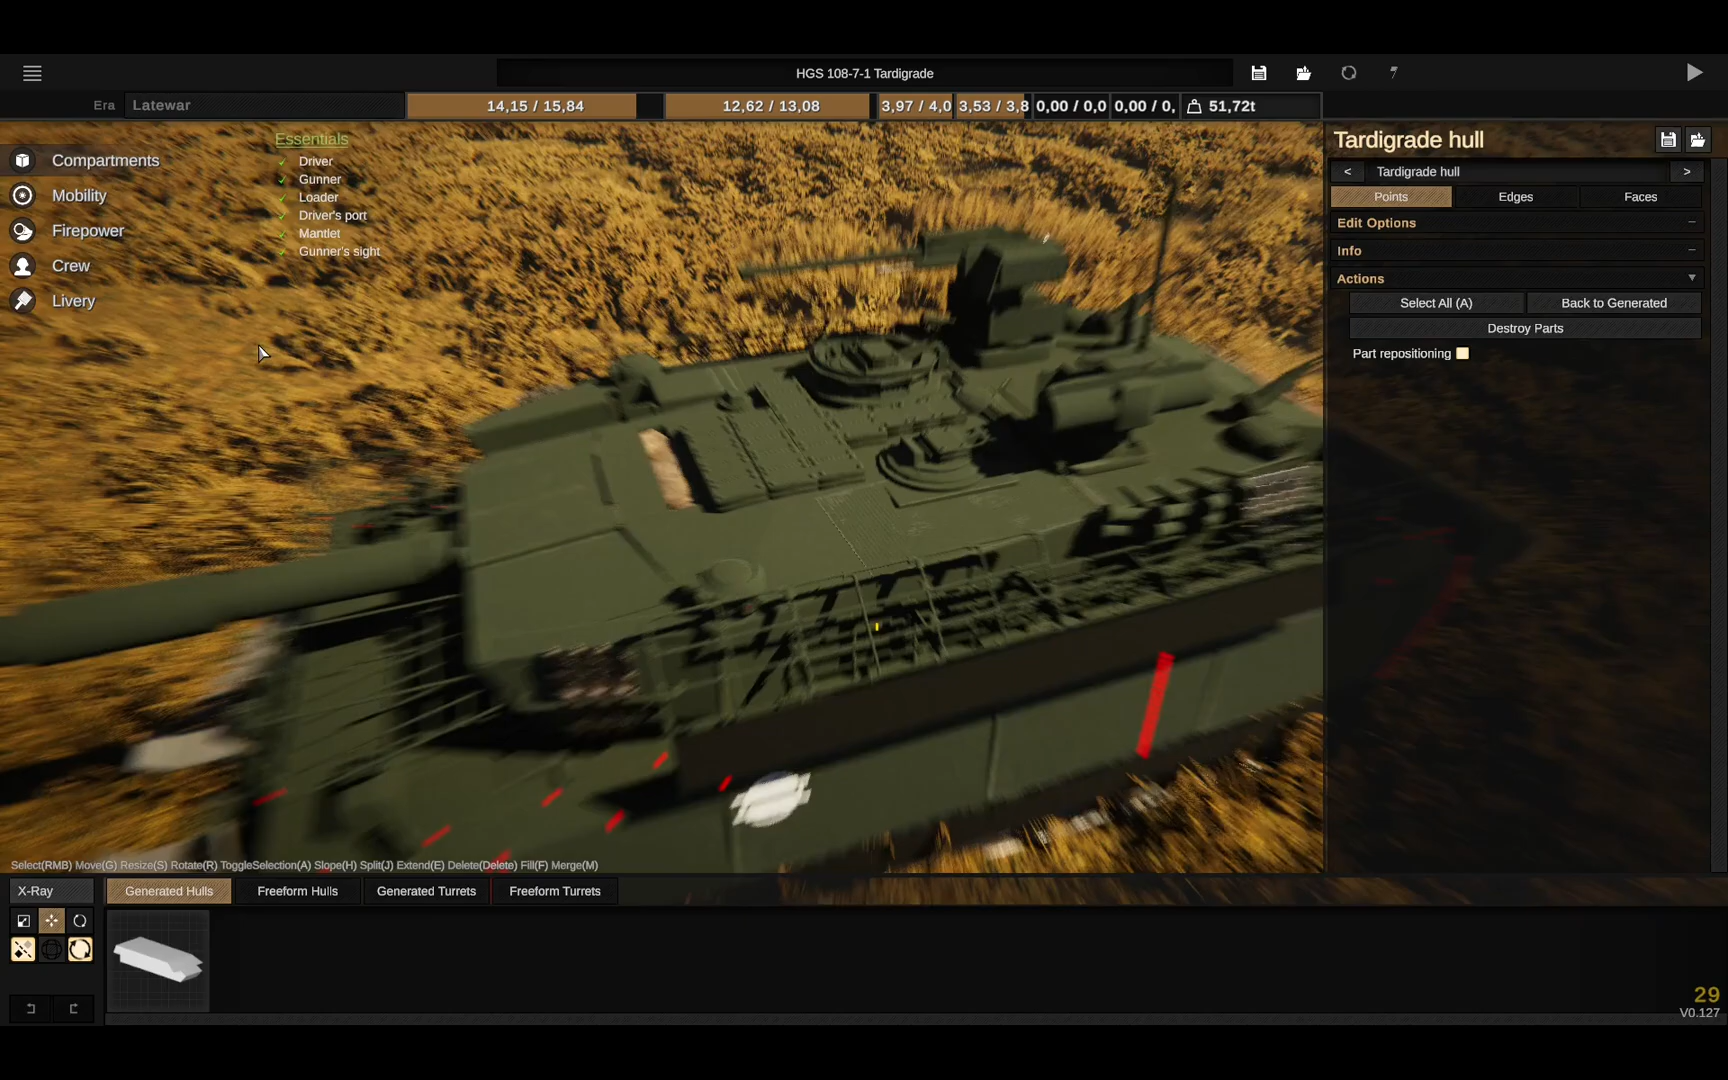 HGS 108-7-1 Tardigrade
Era Latewar 14,15 / 15,84 12,62 / 13,08 3,97 / 4,0 3,53 / 3,8 0,00 / 0,0 0,00 / 0, 51,72t
Compartments
Mobility
Firepower
Crew
Livery
Essentials
Driver
Gunner
Loader
Driver's port
Mantlet
Gunner's sight
Tardigrade hull
< Tardigrade hull >
Points Edges Faces
Edit Options
Info
Actions
Select All (A) Back to Generated
Destroy Parts
Part repositioning
Select(RMB) Move(G) Resize(S) Rotate(R) ToggleSelection(A) Slope(H) Split(J) Extend(E) Delete(Delete) Fill(F) Merge(M)
X-Ray Generated Hulls Freeform Hulls Generated Turrets Freeform Turrets
29
V0.127